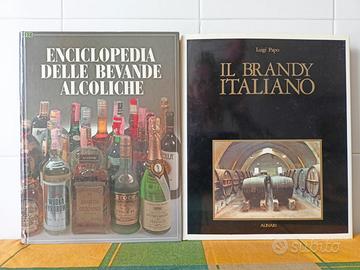 ENCICLOPEDIA
DELLE BEVANDE
ALCOLICHE
Luigi Papo
IL BRANDY
ITALIANO
ALINARI
subito